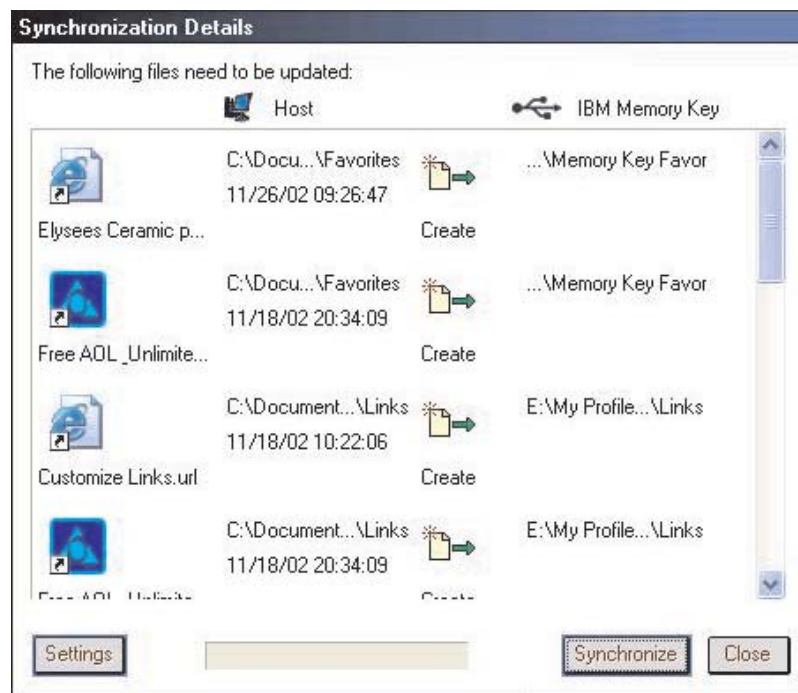 Synchronization Details
The following files need to be updated:
Host IBM Memory Key
C:\Docu...\Favorites ...\Memory Key Favor
11/26/02 09:26:47
Elysees Ceramic p... Create
C:\Docu...\Favorites ...\Memory Key Favor
11/18/02 20:34:09
Free AOL_Unlimite... Create
C:\Document...\Links E:\My Profile...\Links
11/18/02 10:22:06
Customize Links.url Create
C:\Document...\Links E:\My Profile...\Links
11/18/02 20:34:09
Settings Synchronize Close